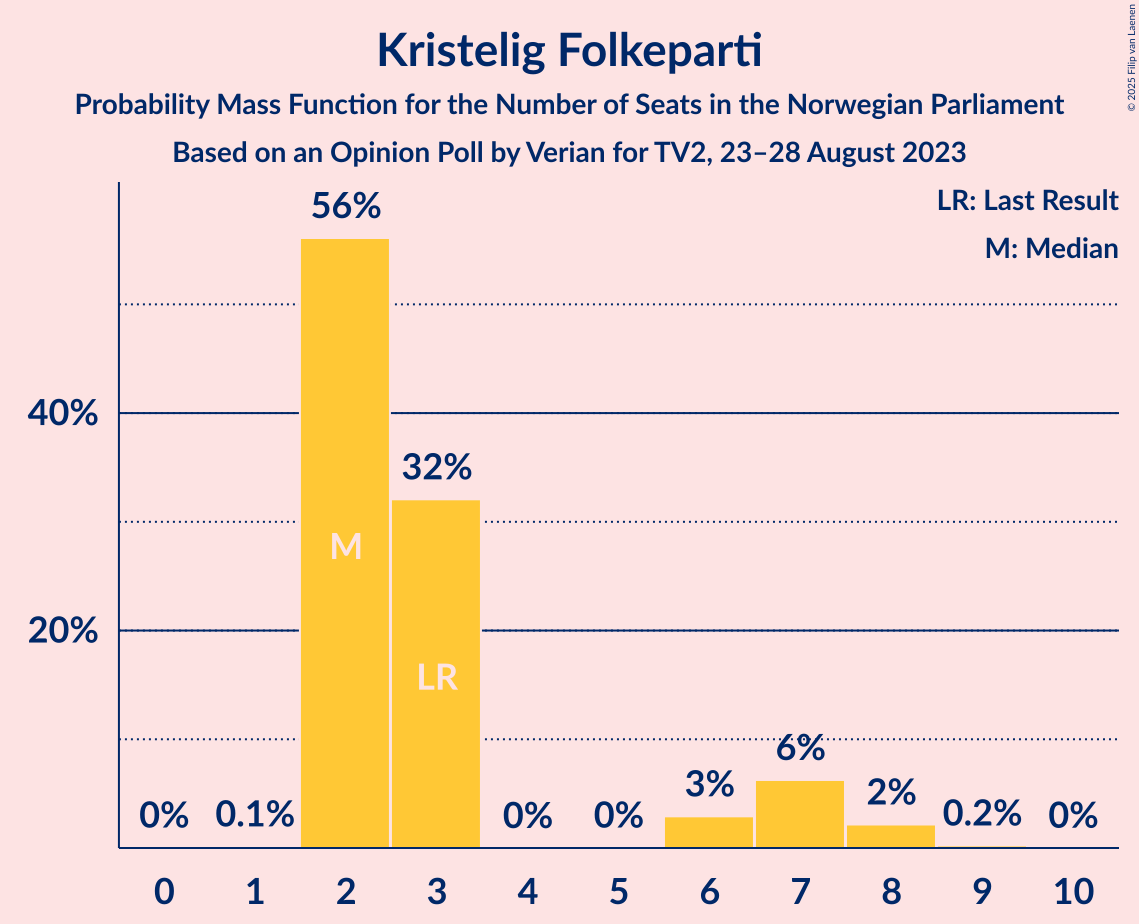 Kristelig Folkeparti
Probability Mass Function for the Number of Seats in the Norwegian Parliament
Based on an Opinion Poll by Verian for TV2, 23–28 August 2023
© 2025 Filip van Laenen
LR: Last Result
M: Median
56%
40%
32%
M
20%
LR
6%
3%
2%
0% 0.1% 0% 0% 0.2% 0%
0 1 2 3 4 5 6 7 8 9 10